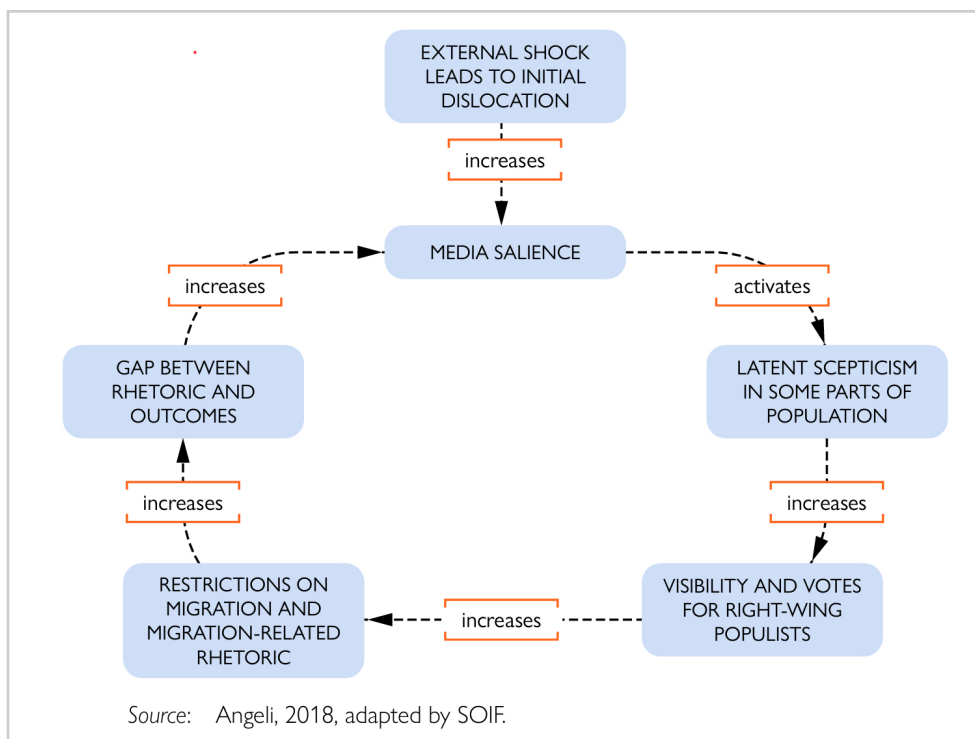 EXTERNAL SHOCK
LEADS TO INITIAL
DISLOCATION
increases
MEDIA SALIENCE
increases
activates
GAP BETWEEN
RHETORIC AND
OUTCOMES
LATENT SCEPTICISM
IN SOME PARTS OF
POPULATION
increases
increases
RESTRICTIONS ON
MIGRATION AND
MIGRATION-RELATED
RHETORIC
increases
VISIBILITY AND VOTES
FOR RIGHT-WING
POPULISTS
Source: Angeli, 2018, adapted by SOIF.